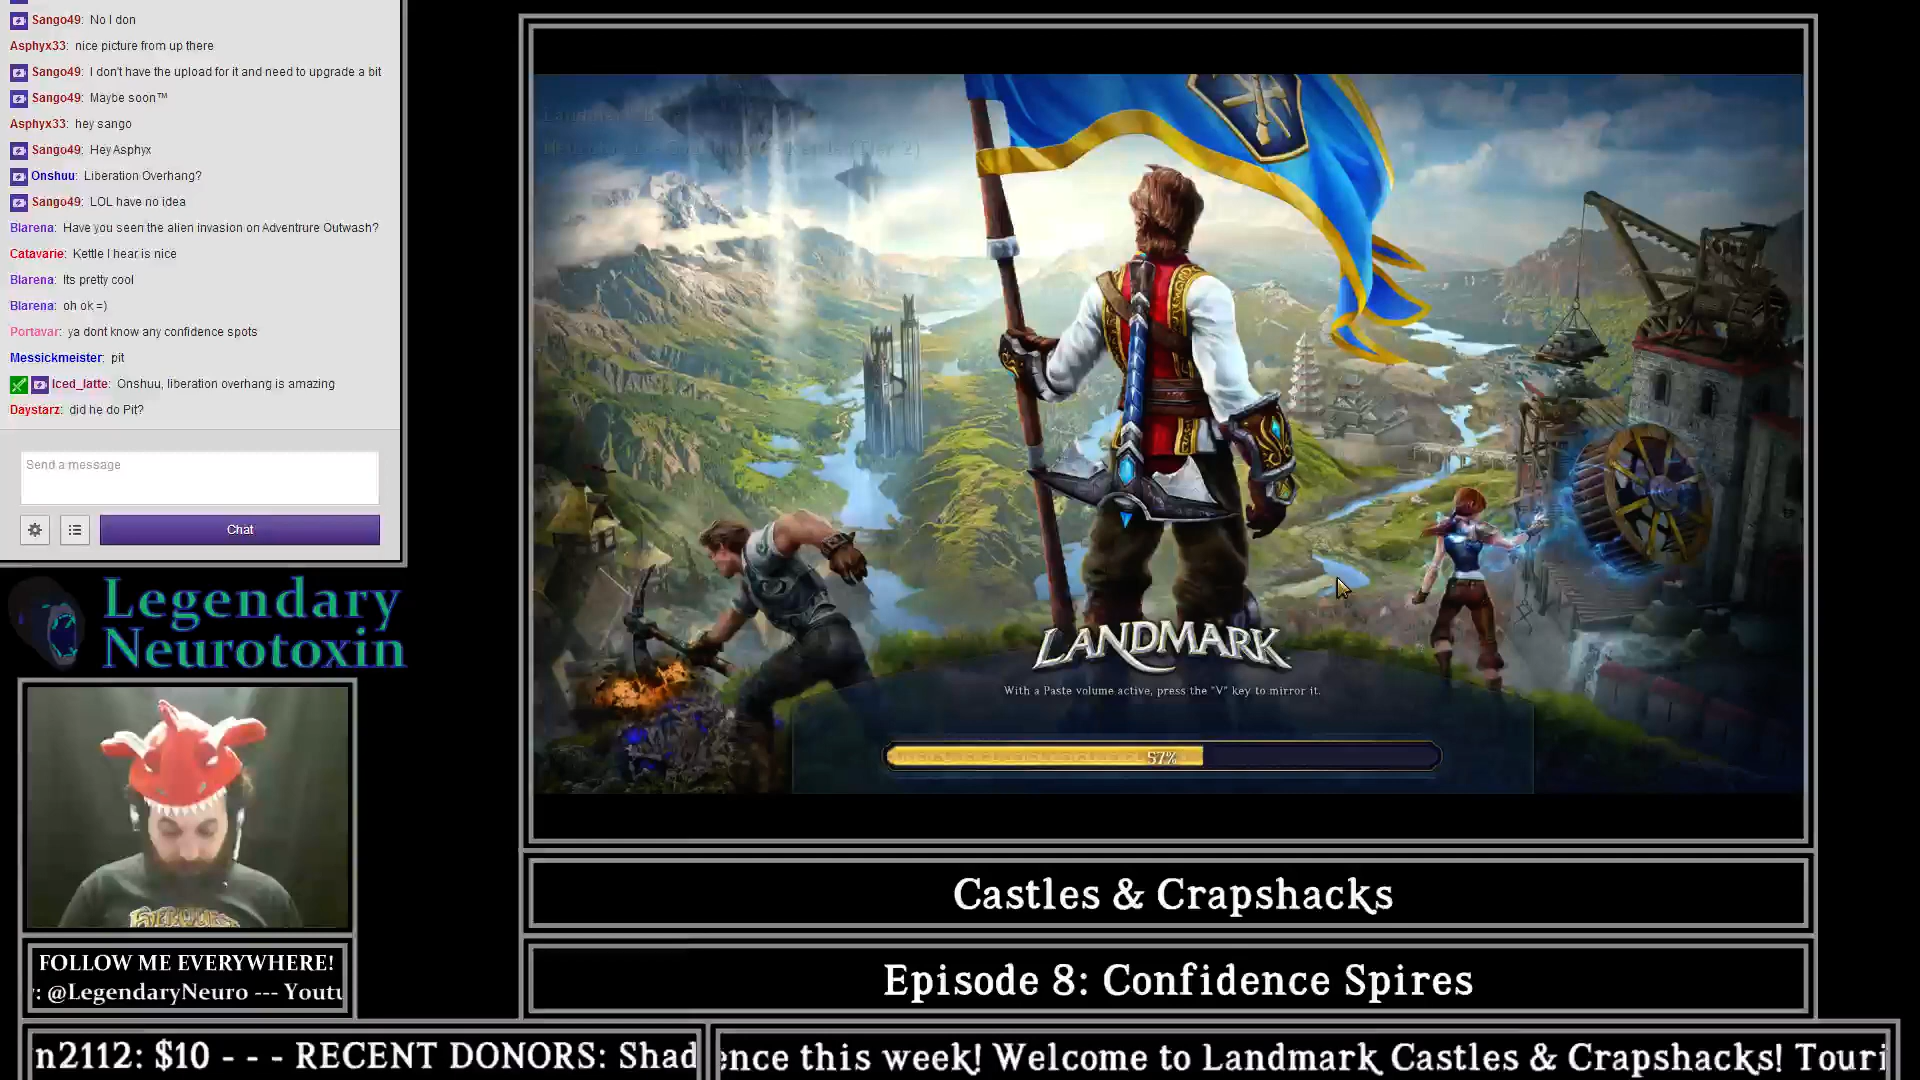 Sango49: No I don
Asphyx33: nice picture from up there
Sango49: I don't have the upload for it and need to upgrade a bit
Sango49: Maybe soon™
Asphyx33: hey sango
Sango49: Hey Asphyx
Onshuu: Liberation Overhang?
Sango49: LOL have no idea
Blarena: Have you seen the alien invasion on Adventrure Outwash?
Catavarie: Kettle I hear is nice
Blarena: Its pretty cool
Blarena: oh ok =)
Portavar: ya dont know any confidence spots
Messickmeister: pit
Iced_latte: Onshuu, liberation overhang is amazing
Daystarz: did he do Pit?
Send a message
Chat
Legendary
Neurotoxin
FOLLOW ME EVERYWHERE!
: @LegendaryNeuro --- Youtu
LANDMARK
With a Paste volume active, press the "V" key to mirror it.
57%
Castles & Crapshacks
Episode 8: Confidence Spires
n2112: $10 - - - RECENT DONORS: Shad
ence this week! Welcome to Landmark Castles & Crapshacks! Touri